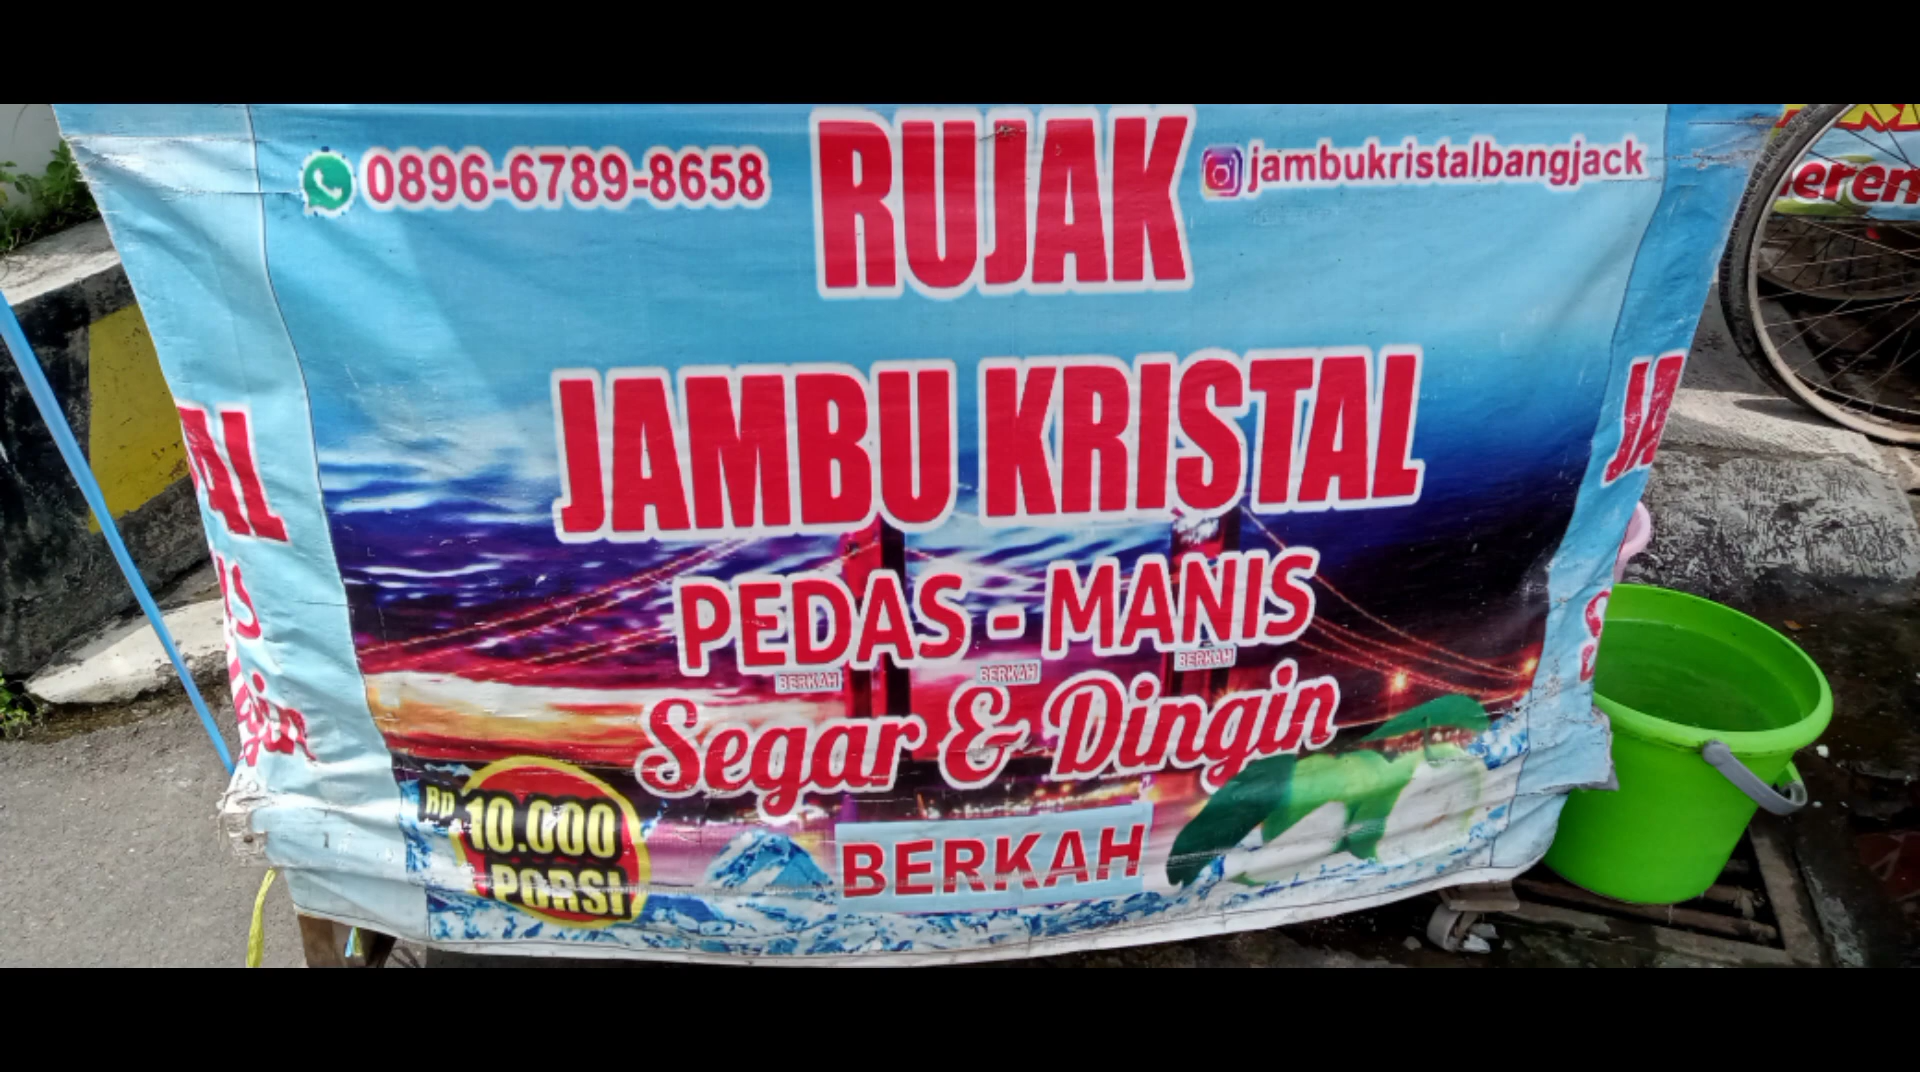 RUJAK
0896-6789-8658
jambukristalbangjack
JAMBU KRISTAL
PEDAS - MANIS
BERKAH BERKAH BERKAH
Segar & Dingin
RP 10.000
PORSI
BERKAH